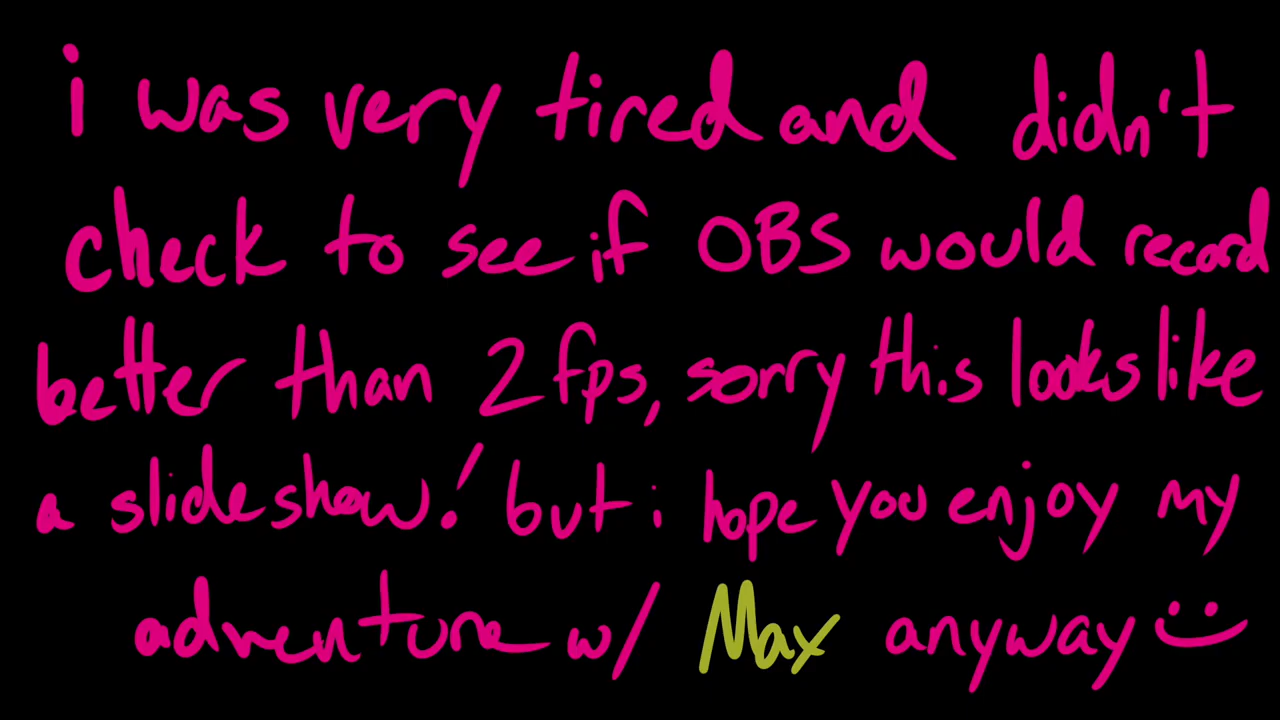 i was very tired and didn't
check to see if OBS would record
better than 2fps, sorry this looks like
a slideshow! but i hope you enjoy my
adventure w/ Max anyway :)